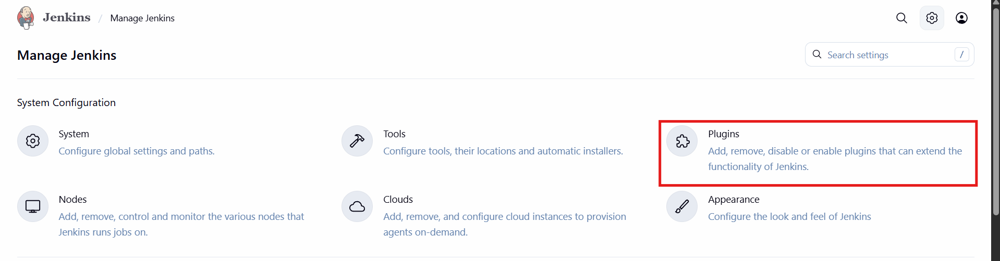 Jenkins / Manage Jenkins
Manage Jenkins
Search settings /
System Configuration
System
Configure global settings and paths.
Tools
Configure tools, their locations and automatic installers.
Plugins
Add, remove, disable or enable plugins that can extend the
functionality of Jenkins.
Nodes
Add, remove, control and monitor the various nodes that
Jenkins runs jobs on.
Clouds
Add, remove, and configure cloud instances to provision
agents on-demand.
Appearance
Configure the look and feel of Jenkins